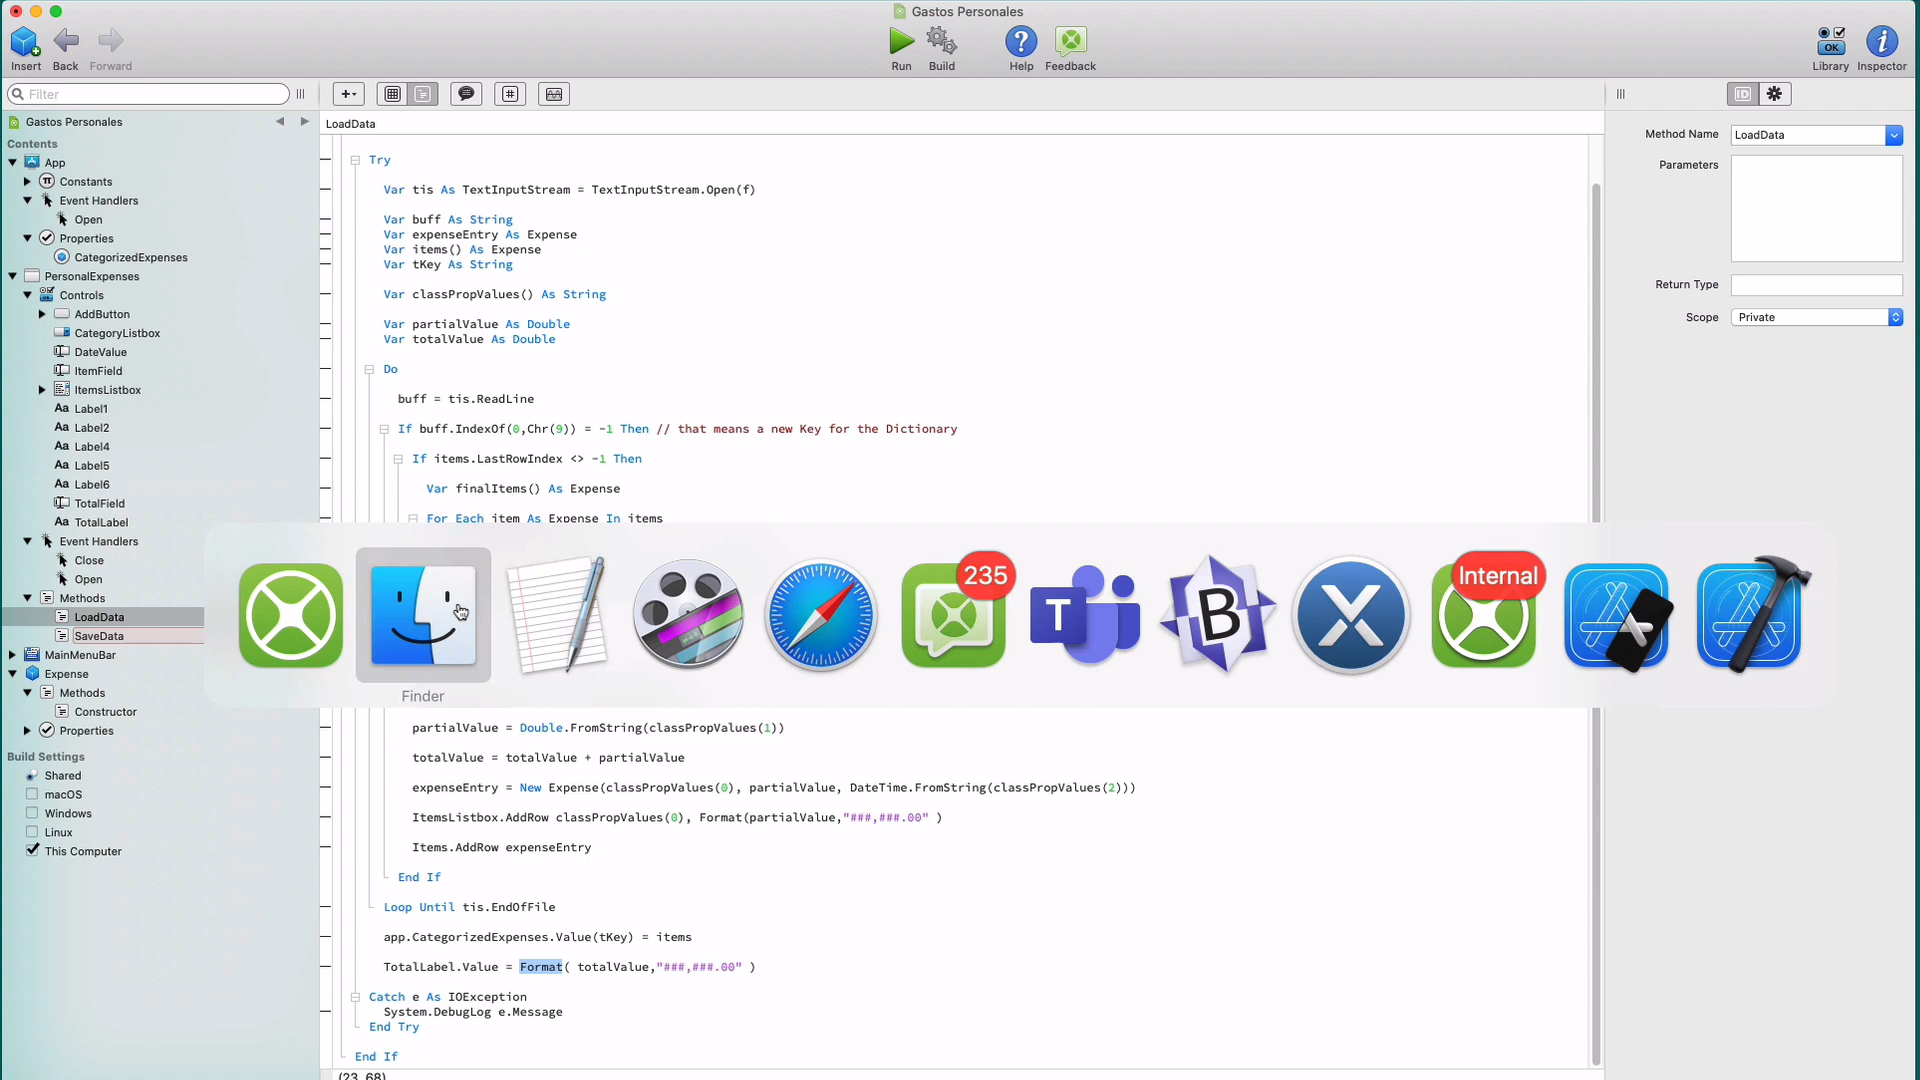 Gastos Personales
Insert Back Forward
Run Build Help Feedback
Library Inspector
OK
Filter
ID
Gastos Personales
Contents
App
Constants
Event Handlers
Open
Properties
CategorizedExpenses
PersonalExpenses
Controls
AddButton
CategoryListbox
DateValue
ItemField
ItemsListbox
Aa Label1
Aa Label2
Aa Label4
Aa Label5
Aa Label6
TotalField
Aa TotalLabel
Event Handlers
Close
Open
Methods
LoadData
SaveData
MainMenuBar
Expense
Methods
Constructor
Properties
Build Settings
Shared
macOS
Windows
Linux
This Computer
LoadData
Try
Var tis As TextInputStream = TextInputStream.Open(f)
Var buff As String
Var expenseEntry As Expense
Var items() As Expense
Var tKey As String
Var classPropValues() As String
Var partialValue As Double
Var totalValue As Double
Do
buff = tis.ReadLine
If buff.IndexOf(0,Chr(9)) = -1 Then // that means a new Key for the Dictionary
If items.LastRowIndex <> -1 Then
Var finalItems() As Expense
For Each item As Expense In items
235
Internal
T
B
X
Finder
partialValue = Double.FromString(classPropValues(1))
totalValue = totalValue + partialValue
expenseEntry = New Expense(classPropValues(0), partialValue, DateTime.FromString(classPropValues(2)))
ItemsListbox.AddRow classPropValues(0), Format(partialValue,"###,###.00" )
Items.AddRow expenseEntry
End If
Loop Until tis.EndOfFile
app.CategorizedExpenses.Value(tKey) = items
TotalLabel.Value = Format( totalValue,"###,###.00" )
Catch e As IOException
System.DebugLog e.Message
End Try
End If
(23, 68)
Method Name LoadData
Parameters
Return Type
Scope Private